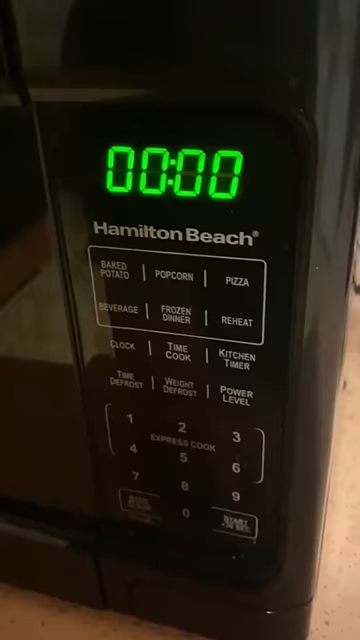 00:00
Hamilton Beach®
BAKED POTATO | POPCORN | PIZZA
BEVERAGE | FROZEN DINNER | REHEAT
CLOCK | TIME COOK | KITCHEN TIMER
TIME DEFROST | WEIGHT DEFROST | POWER LEVEL
1 2 3
EXPRESS COOK
4 5 6
7 8 9
0 START